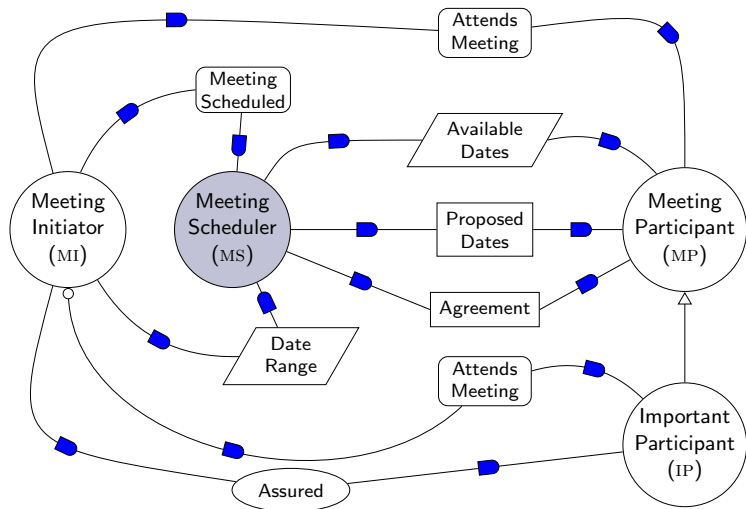 Attends
Meeting
Meeting
Scheduled
Available
Dates
Meeting
Initiator
(MI)
Meeting
Scheduler
(MS)
Proposed
Dates
Meeting
Participant
(MP)
Agreement
Date
Range
Attends
Meeting
Important
Participant
(IP)
Assured